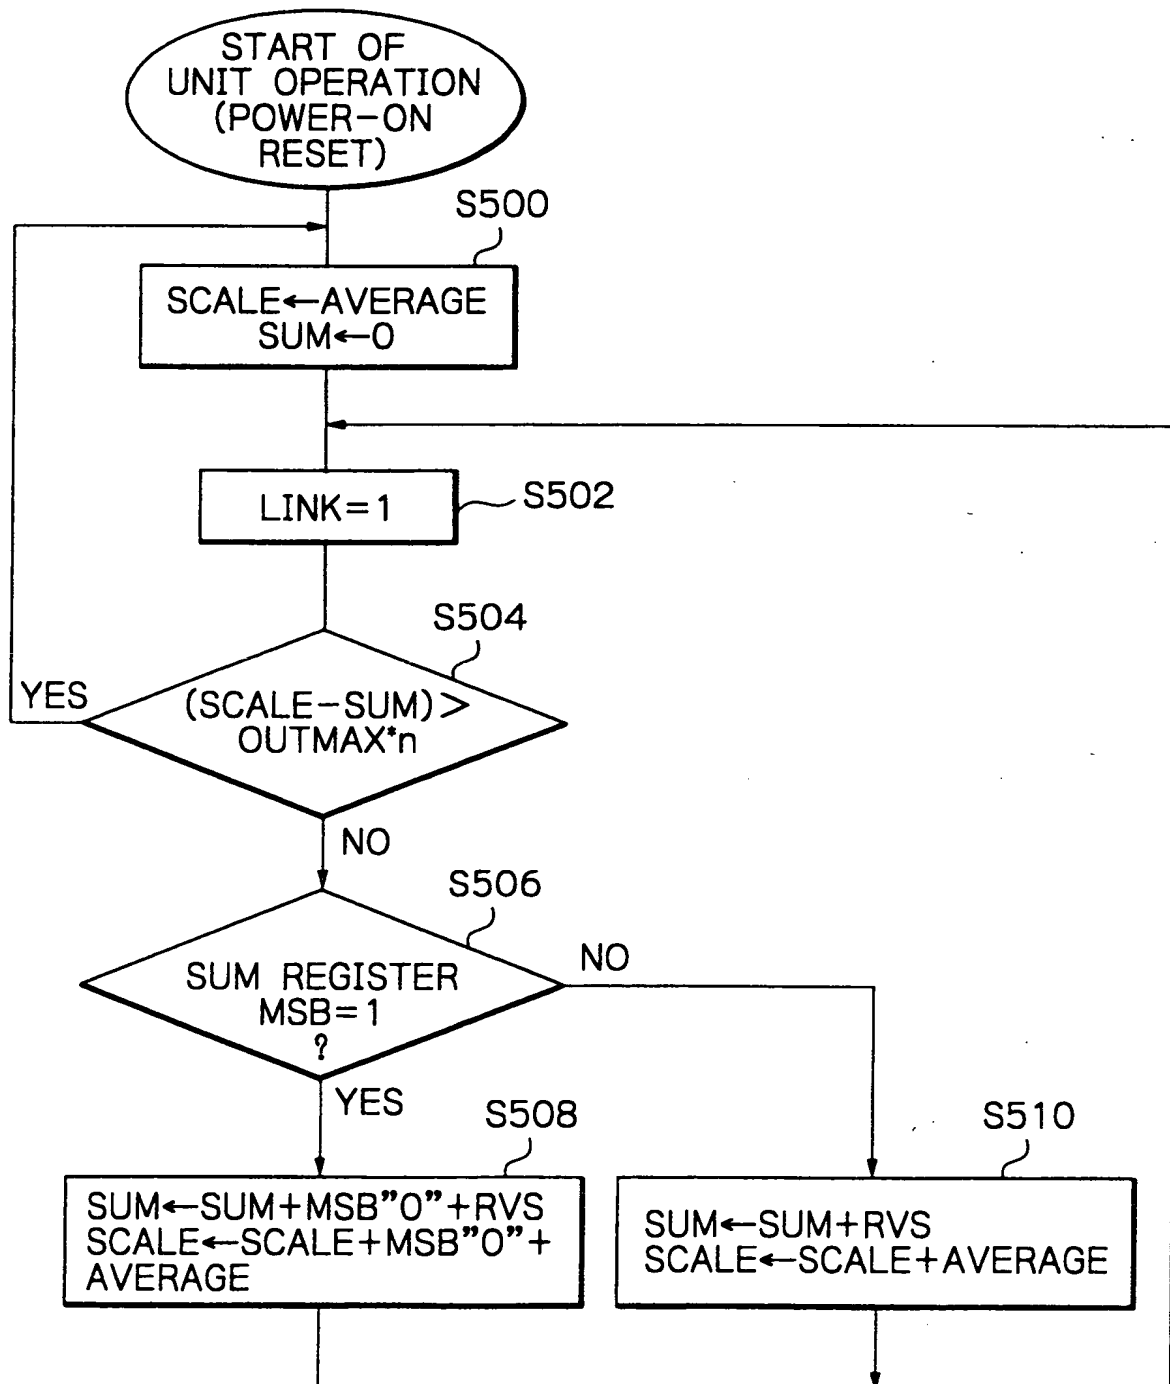 START OF
UNIT OPERATION
(POWER-ON
RESET)
S500
SCALE←AVERAGE
SUM←0
LINK=1
S502
S504
YES
(SCALE-SUM)>
OUTMAX*n
NO
S506
NO
SUM REGISTER
MSB=1
?
YES
S508
S510
SUM←SUM+MSB"0"+RVS
SCALE←SCALE+MSB"0"+
AVERAGE
SUM←SUM+RVS
SCALE←SCALE+AVERAGE